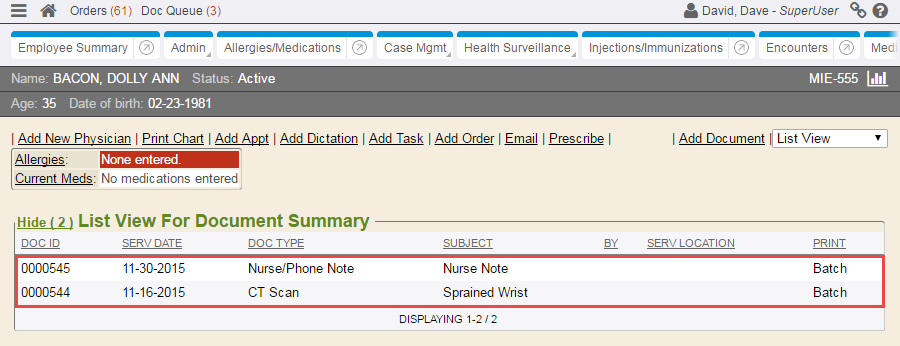 Orders (61) Doc Queue (3) David, Dave - SuperUser
Employee Summary Admin Allergies/Medications Case Mgmt Health Surveillance Injections/Immunizations Encounters Medi
Name: BACON, DOLLY ANN Status: Active MIE-555
Age: 35 Date of birth: 02-23-1981
| Add New Physician | Print Chart | Add Appt | Add Dictation | Add Task | Add Order | Email | Prescribe | | Add Document | List View
Allergies: None entered.
Current Meds: No medications entered
Hide ( 2 ) List View For Document Summary
DOC ID SERV DATE DOC TYPE SUBJECT BY SERV LOCATION PRINT
0000545 11-30-2015 Nurse/Phone Note Nurse Note Batch
0000544 11-16-2015 CT Scan Sprained Wrist Batch
DISPLAYING 1-2 / 2